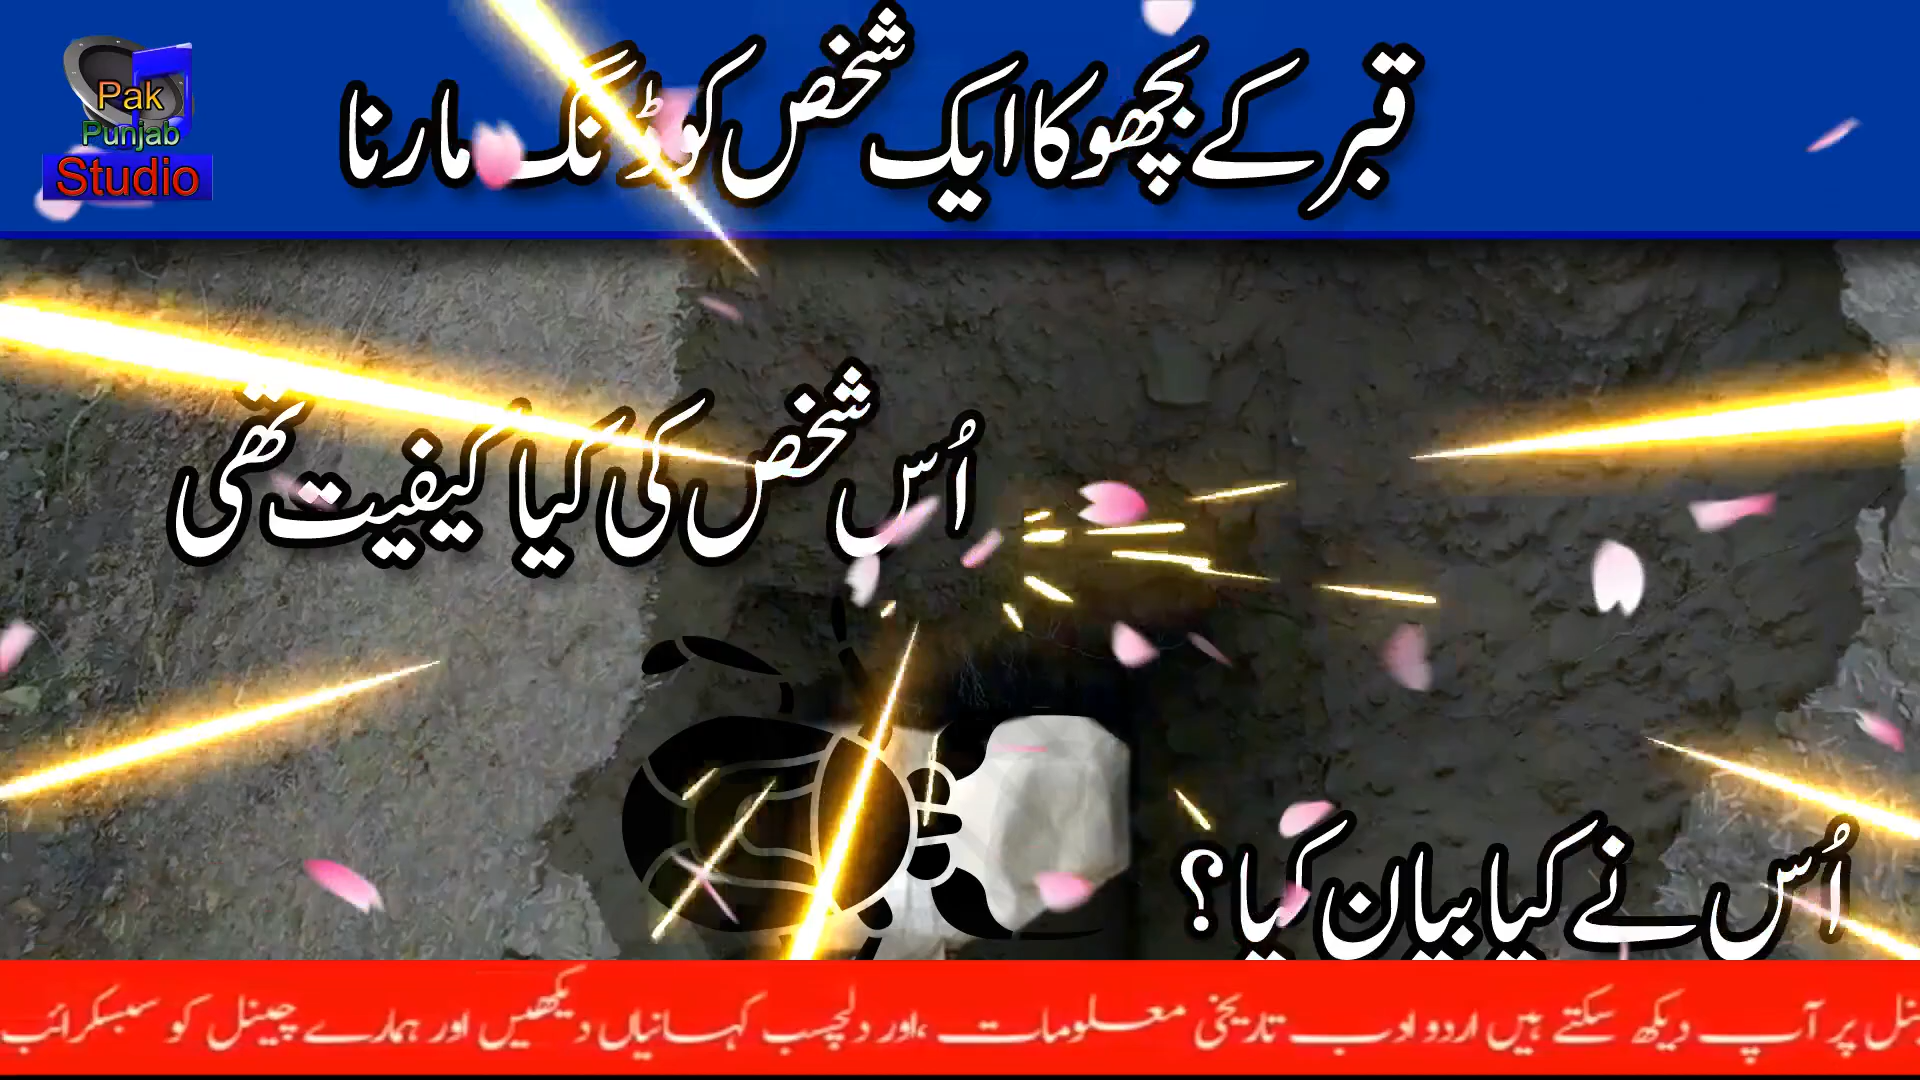 Pak
Punjab
Studio
قبر کے بچھو کا ایک شخص کو ڈنگ مارنا
اُس شخص کی کیا کیفیت تھی
اُس نے کیا بیان کیا؟
پر آپ دیکھ سکتے ہیں اردو ادب تاریخی معلومات ،اور دلچسپ کہانیاں دیکھیں اور ہمارے چینل کو سبسکرائب